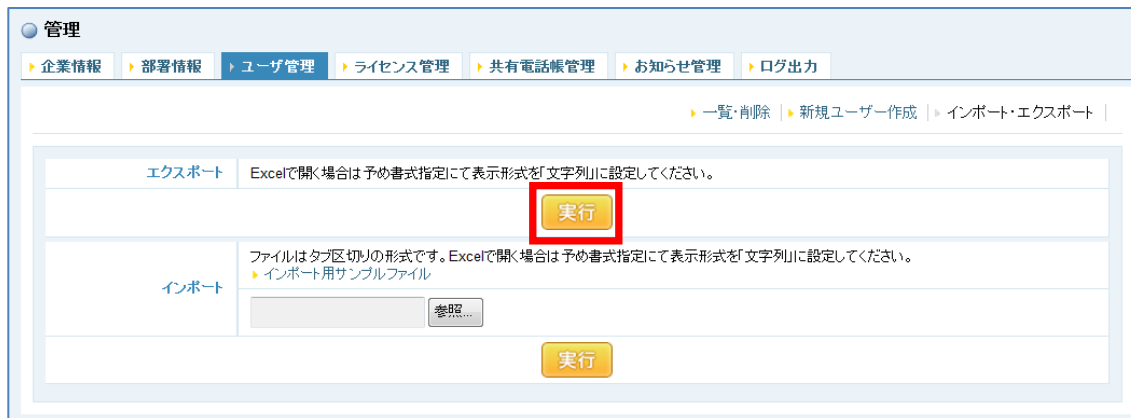 管理
企業情報 部署情報 ユーザ管理 ライセンス管理 共有電話帳管理 お知らせ管理 ログ出力
一覧・削除 | 新規ユーザー作成 | インポート・エクスポート |
エクスポート Excelで開く場合は予め書式指定にて表示形式を「文字列」に設定してください。
実行
ファイルはタブ区切りの形式です。Excelで開く場合は予め書式指定にて表示形式を「文字列」に設定してください。
インポート用サンプルファイル
インポート
参照...
実行